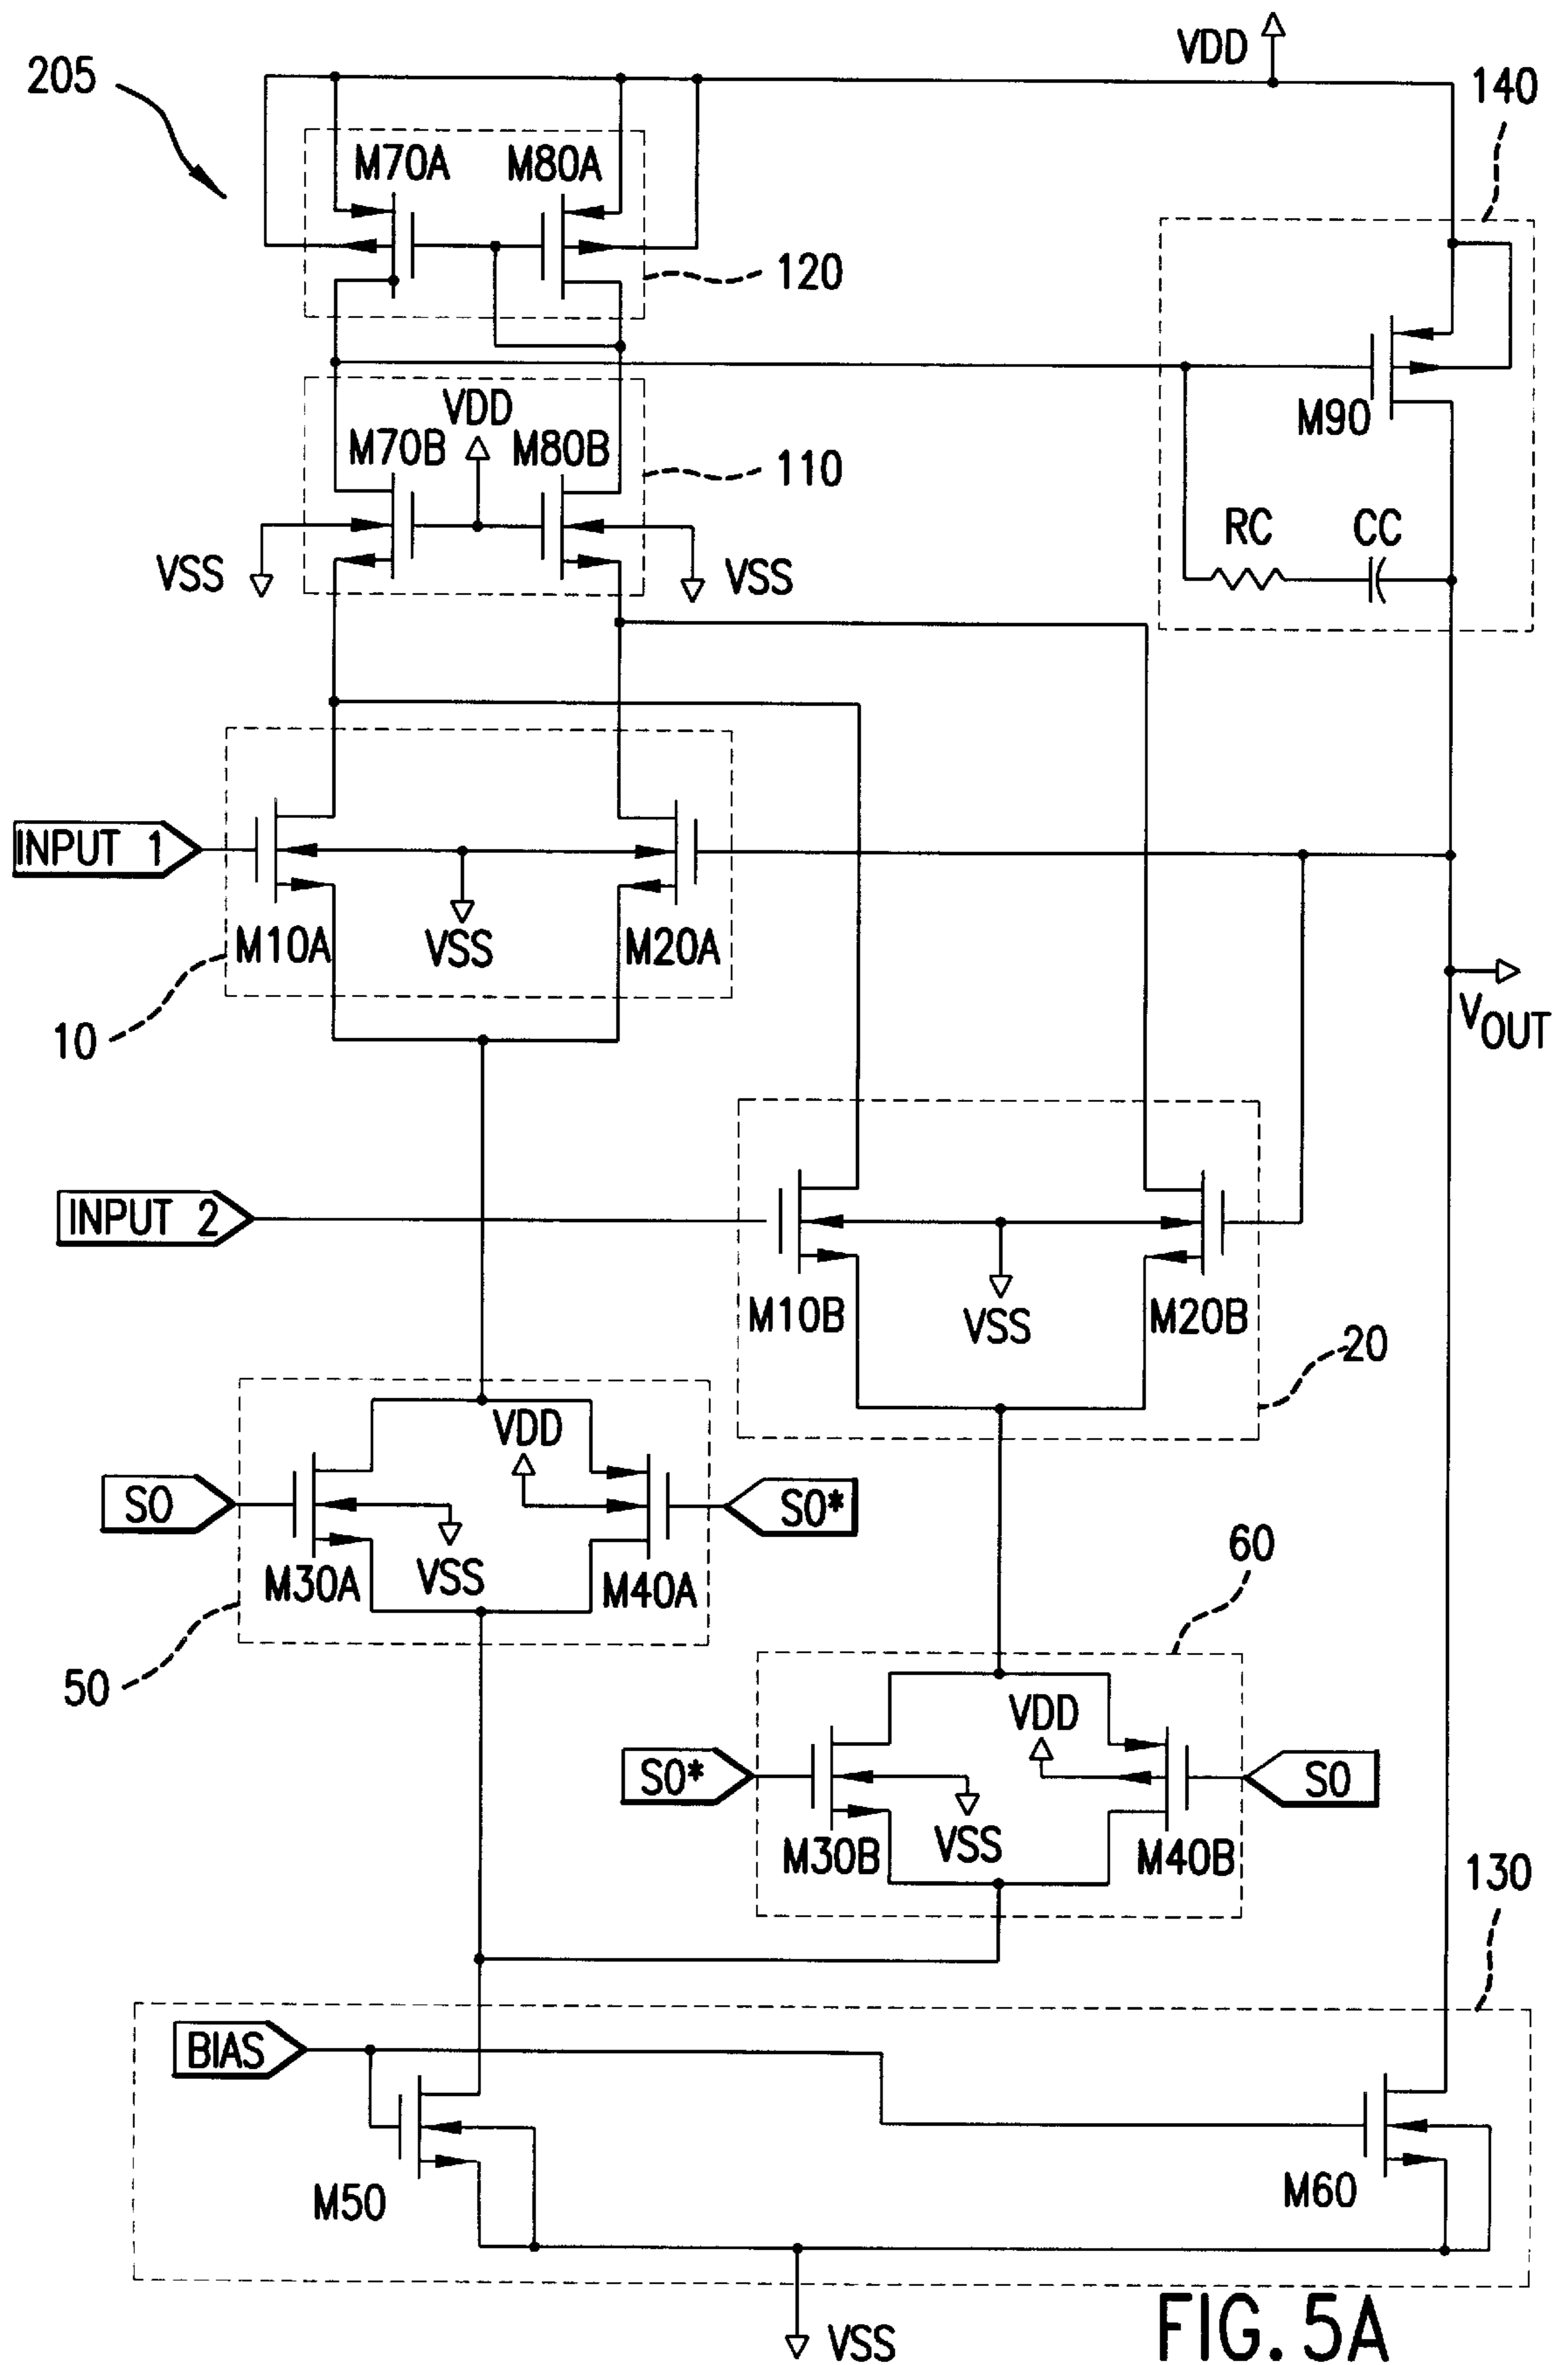 VDD
205
140
M70A
M80A
120
VDD
M70B
M80B
110
M90
VSS
VSS
RC
CC
INPUT 1
M10A
VSS
M20A
10
VOUT
INPUT 2
M10B
VSS
M20B
20
VDD
S0
S0*
M30A
VSS
M40A
60
50
VDD
S0*
S0
M30B
VSS
M40B
130
BIAS
M50
M60
VSS
FIG. 5A